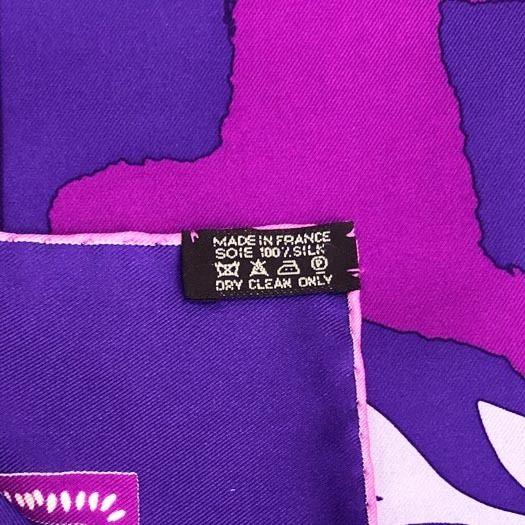 MADE IN FRANCE
SOIE 100% SILK
P
DRY CLEAN ONLY